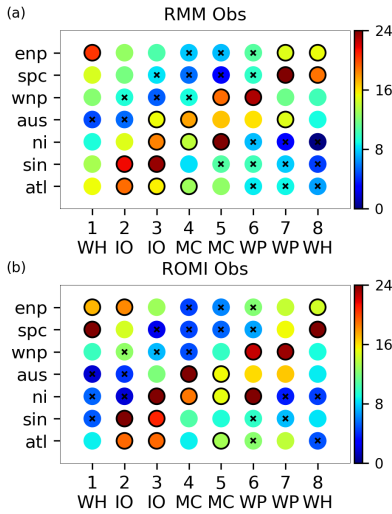 (a)
RMM Obs
enp
spc
wnp
aus
ni
sin
atl
24
16
8
0
1 2 3 4 5 6 7 8
WH IO IO MC MC WP WP WH
(b)
ROMI Obs
enp
spc
wnp
aus
ni
sin
atl
24
16
8
0
1 2 3 4 5 6 7 8
WH IO IO MC MC WP WP WH